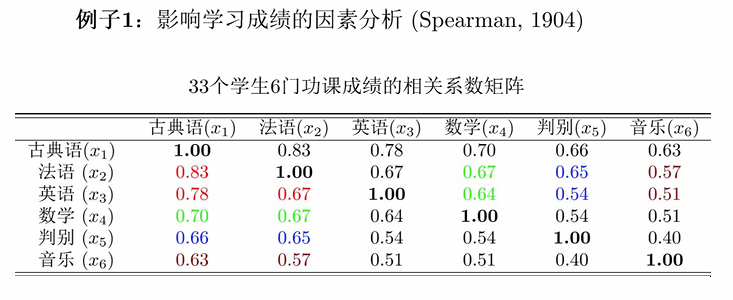 例子1：影响学习成绩的因素分析 (Spearman, 1904)
33个学生6门功课成绩的相关系数矩阵
古典语(x₁) 法语(x₂) 英语(x₃) 数学(x₄) 判别(x₅) 音乐(x₆)
古典语(x₁) 1.00 0.83 0.78 0.70 0.66 0.63
法语 (x₂) 0.83 1.00 0.67 0.67 0.65 0.57
英语 (x₃) 0.78 0.67 1.00 0.64 0.54 0.51
数学 (x₄) 0.70 0.67 0.64 1.00 0.54 0.51
判别 (x₅) 0.66 0.65 0.54 0.54 1.00 0.40
音乐 (x₆) 0.63 0.57 0.51 0.51 0.40 1.00